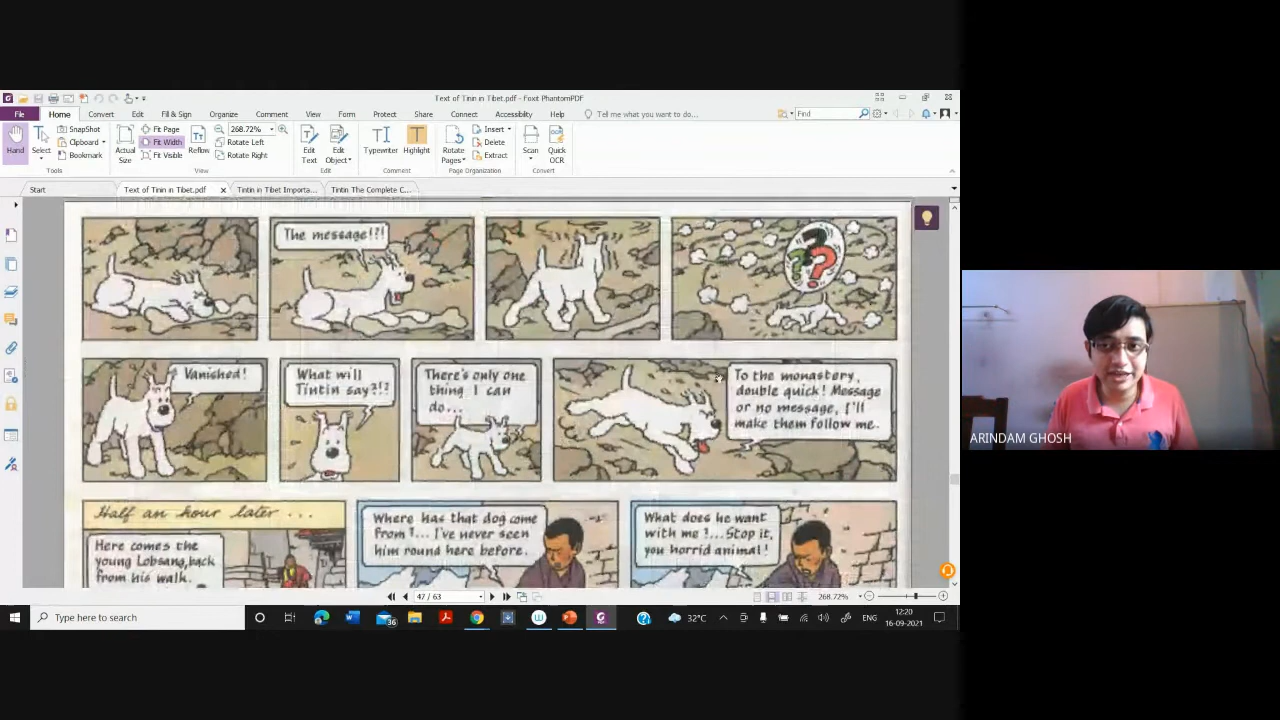 Text of Tinin in Tibet.pdf - Foxit PhantomPDF
File Home Convert Edit Fill & Sign Organize Comment View Form Protect Share Connect Accessibility Help Tell me what you want to do... Find
Hand
Select
SnapShot
Clipboard
Bookmark
Actual Size
Fit Page
Fit Width
Fit Visible
Reflow
268.72%
Rotate Left
Rotate Right
Edit Text
Edit Object
Typewriter
Highlight
Rotate Pages
Insert
Delete
Extract
Scan
Quick OCR
Tools View Edit Comment Page Organization Convert
Start Text of Tinin in Tibet.pdf Tintin in Tibet Importa... Tintin The Complete C...
The message!?!
???
Vanished!
What will
Tintin say?!?
There's only one
thing I can
do...
To the monastery,
double quick! Message
or no message, I'll
make them follow me.
Half an hour later ...
Here comes the
young Lobsang, back
from his walk.
Where has that dog come
from?... I've never seen
him round here before.
What does he want
with me?... Stop it,
you horrid animal!
ARINDAM GHOSH
47 / 63 268.72%
Type here to search
36
32°C ENG
12:20
16-09-2021